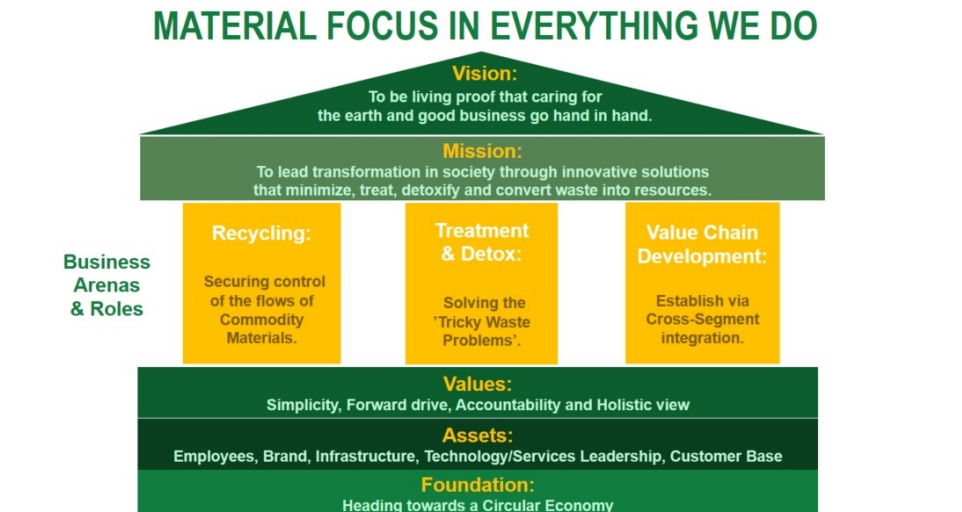 MATERIAL FOCUS IN EVERYTHING WE DO
Vision:
To be living proof that caring for
the earth and good business go hand in hand.
Mission:
To lead transformation in society through innovative solutions
that minimize, treat, detoxify and convert waste into resources.
Business
Arenas
& Roles
Recycling:
Securing control
of the flows of
Commodity
Materials.
Treatment
& Detox:
Solving the
’Tricky Waste
Problems’.
Value Chain
Development:
Establish via
Cross-Segment
integration.
Values:
Simplicity, Forward drive, Accountability and Holistic view
Assets:
Employees, Brand, Infrastructure, Technology/Services Leadership, Customer Base
Foundation:
Heading towards a Circular Economy